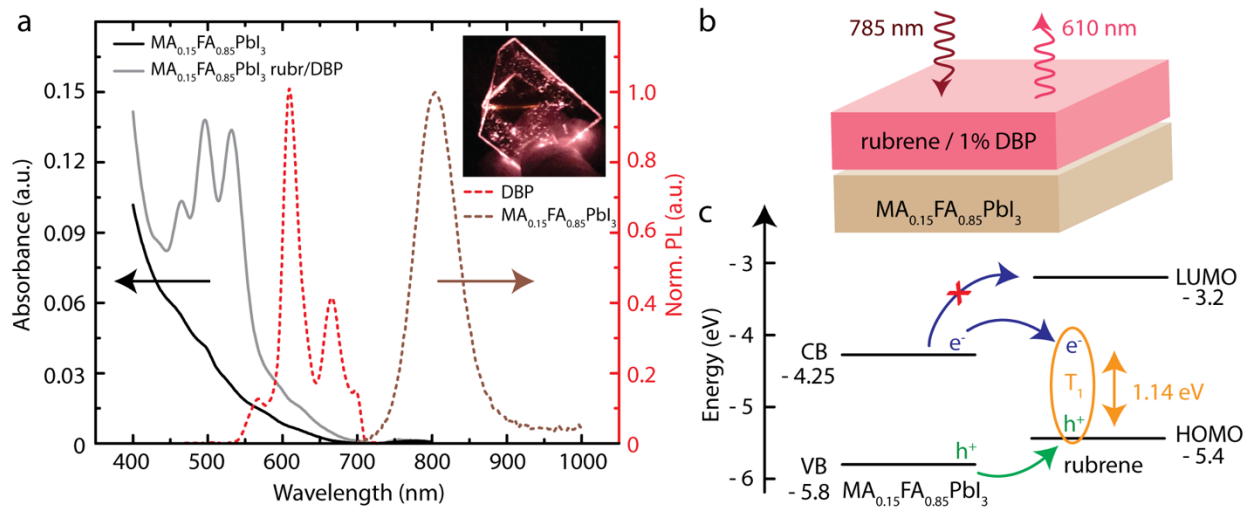 a
MA0.15FA0.85PbI3
MA0.15FA0.85PbI3 rubr/DBP
Absorbance (a.u.)
0.15
0.12
0.09
0.06
0.03
0
400 500 600 700 800 900 1000
Wavelength (nm)
1.0
0.8
0.6
0.4
0.2
0
Norm. PL (a.u.)
DBP
MA0.15FA0.85PbI3
b
785 nm
610 nm
rubrene / 1% DBP
MA0.15FA0.85PbI3
c
Energy (eV)
- 3
- 4
- 5
- 6
LUMO
- 3.2
CB
- 4.25
e-
e-
T1
h+
1.14 eV
HOMO
- 5.4
rubrene
h+
VB
- 5.8
MA0.15FA0.85PbI3